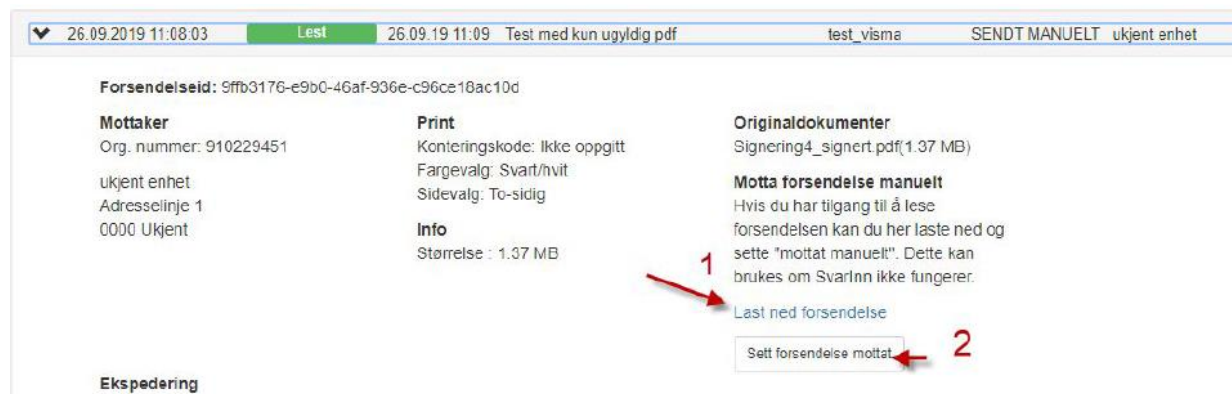 26.09.2019 11:08:03 Lest 26.09.19 11:09 Test med kun ugyldig pdf test_visma SENDT MANUELT ukjent enhet
Forsendelseid: 9ffb3176-e9b0-46af-936e-c96ce18ac10d
Mottaker
Org. nummer: 910229451
ukjent enhet
Adresselinje 1
0000 Ukjent
Print
Konteringskode: Ikke oppgitt
Fargevalg: Svart/hvit
Sidevalg: To-sidig
Info
Størrelse : 1.37 MB
Originaldokumenter
Signering4_signert.pdf(1.37 MB)
Motta forsendelse manuelt
Hvis du har tilgang til å lese
forsendelsen kan du her laste ned og
sette "mottat manuelt". Dette kan
brukes om SvarInn ikke fungerer.
1
Last ned forsendelse
Sett forsendelse mottat
2
Ekspedering